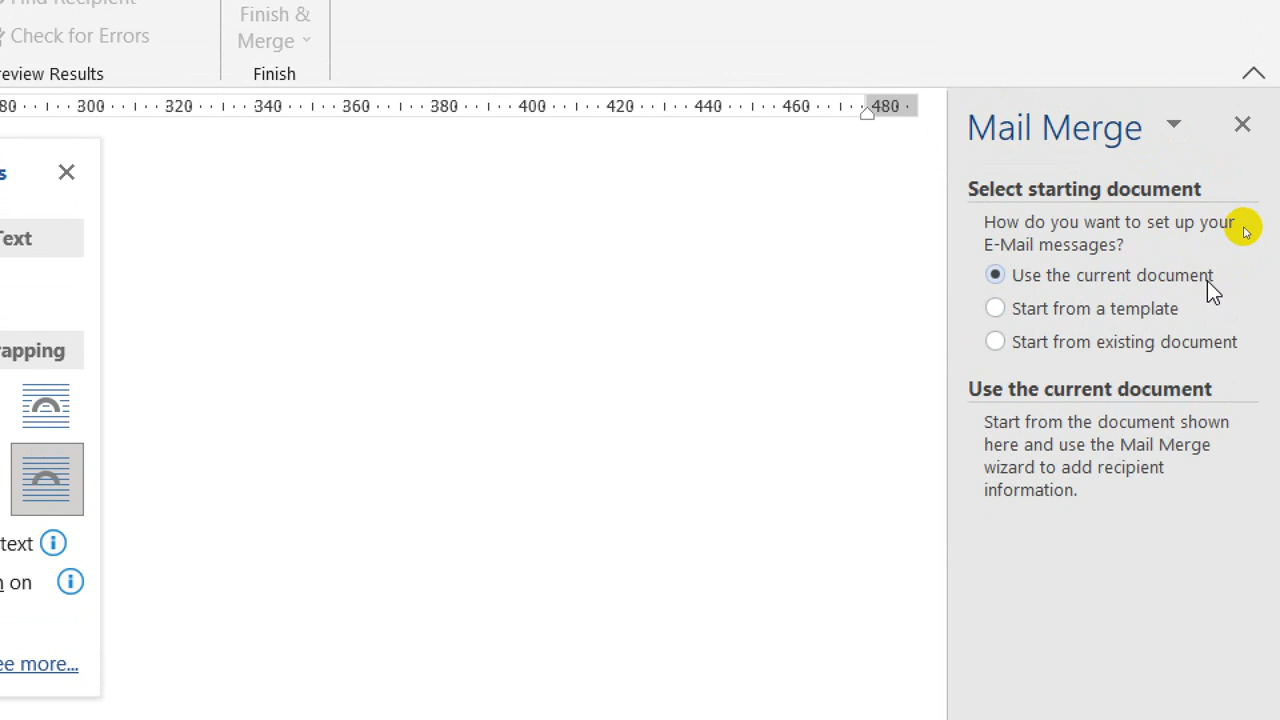 Find Recipient
Check for Errors
Finish &
Merge
eview Results
Finish
80 300 320 340 360 380 400 420 440 460 480
Mail Merge
s
Select starting document
How do you want to set up your
E-Mail messages?
Text
Use the current document
Start from a template
Start from existing document
rapping
Use the current document
Start from the document shown
here and use the Mail Merge
wizard to add recipient
information.
text
n on
ee more...